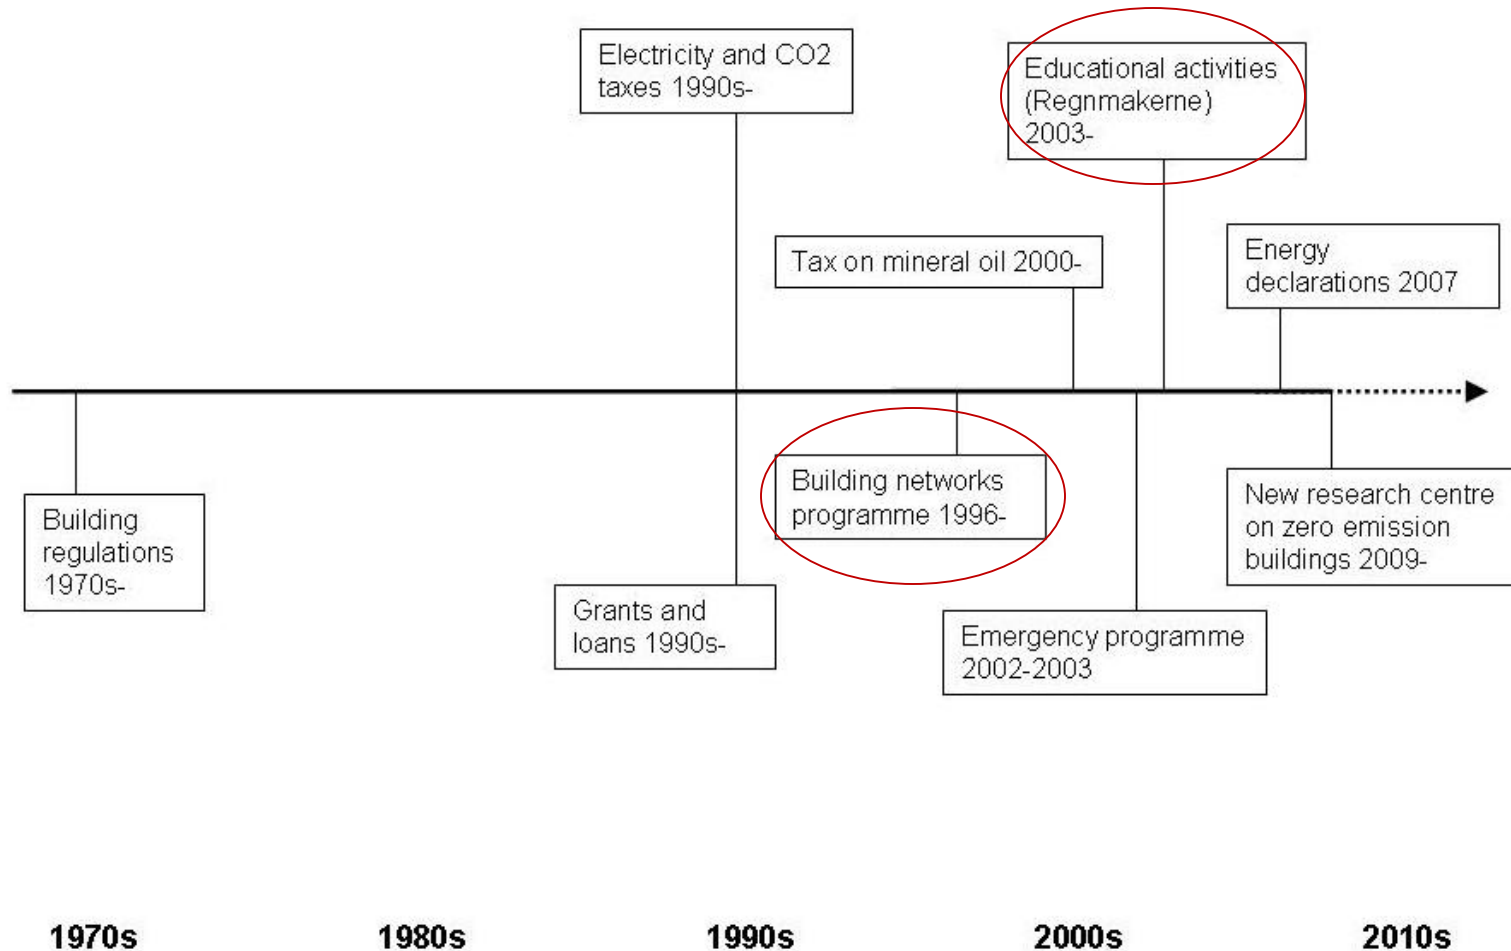 Electricity and CO2
taxes 1990s-
Educational activities
(Regnmakerne)
2003-
Tax on mineral oil 2000-
Energy
declarations 2007
Building
regulations
1970s-
Building networks
programme 1996-
New research centre
on zero emission
buildings 2009-
Grants and
loans 1990s-
Emergency programme
2002-2003
1970s
1980s
1990s
2000s
2010s